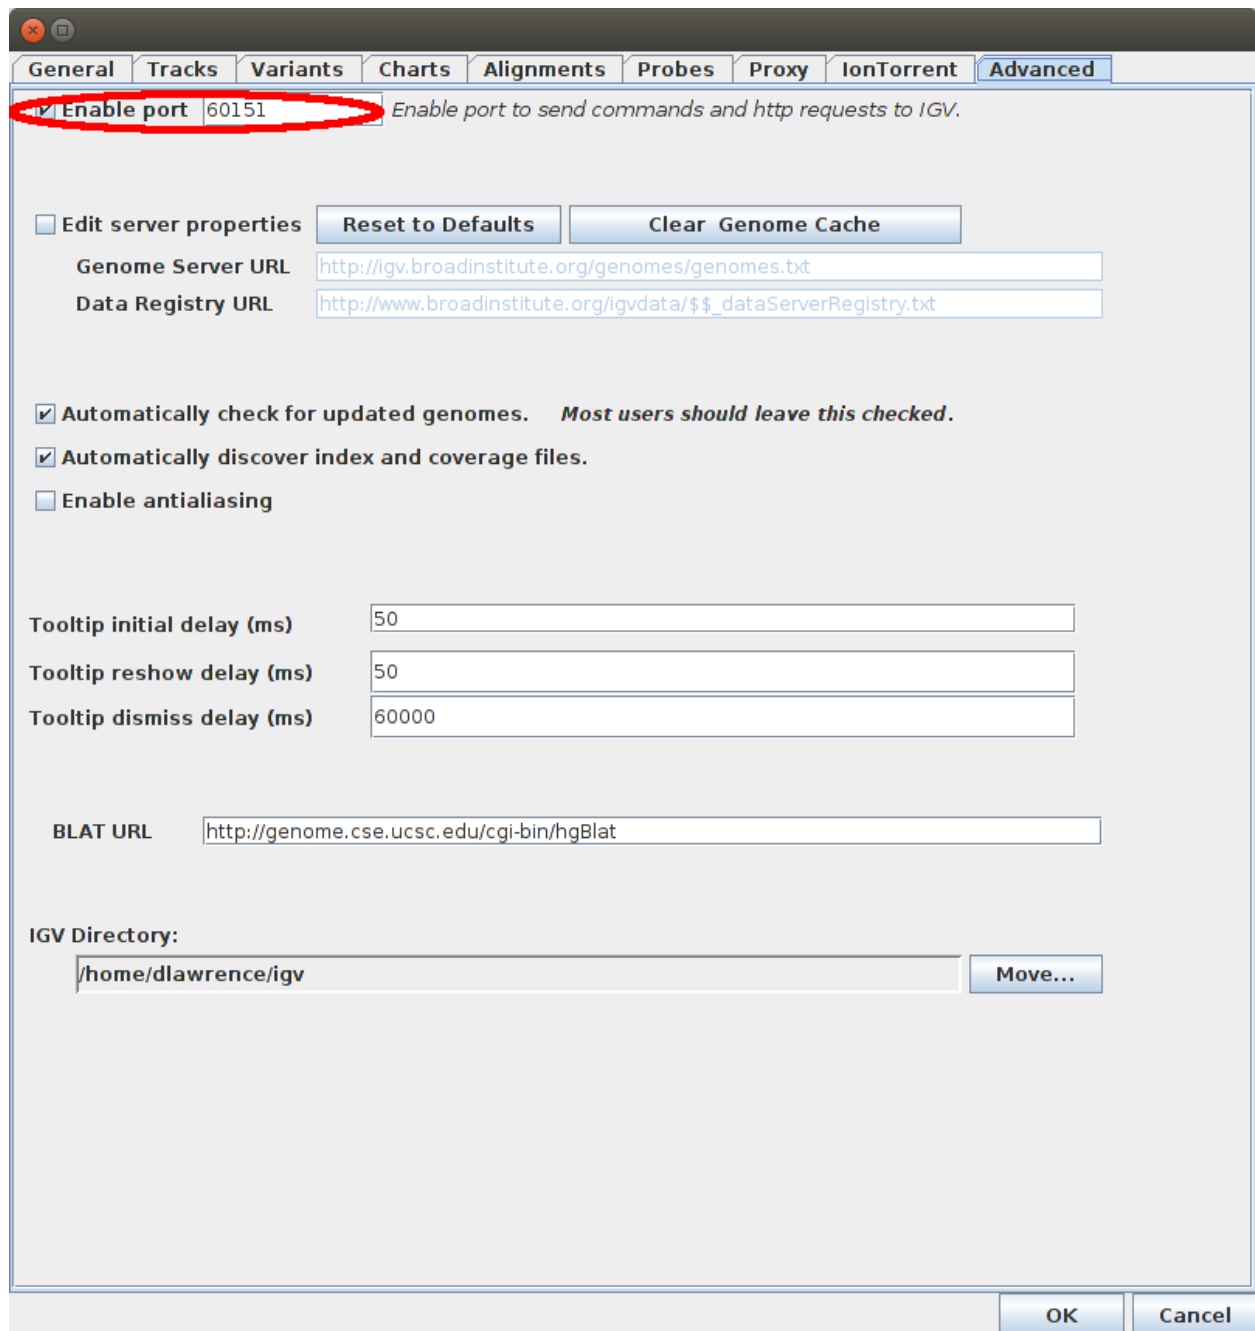 General Tracks Variants Charts Alignments Probes Proxy IonTorrent Advanced
Enable port 60151 Enable port to send commands and http requests to IGV.
Edit server properties Reset to Defaults Clear Genome Cache
Genome Server URL http://igv.broadinstitute.org/genomes/genomes.txt
Data Registry URL http://www.broadinstitute.org/igvdata/$$_dataServerRegistry.txt
Automatically check for updated genomes. Most users should leave this checked.
Automatically discover index and coverage files.
Enable antialiasing
Tooltip initial delay (ms) 50
Tooltip reshow delay (ms) 50
Tooltip dismiss delay (ms) 60000
BLAT URL http://genome.cse.ucsc.edu/cgi-bin/hgBlat
IGV Directory:
/home/dlawrence/igv Move...
OK Cancel